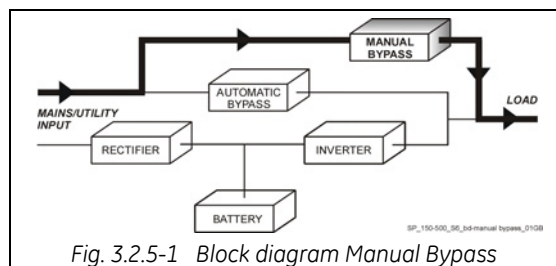 MANUAL
BYPASS
AUTOMATIC
BYPASS
LOAD
MAINS/UTILITY
INPUT
RECTIFIER
INVERTER
BATTERY
SP_150-500_S6_bd-manual bypass_01GB
Fig. 3.2.5-1 Block diagram Manual Bypass